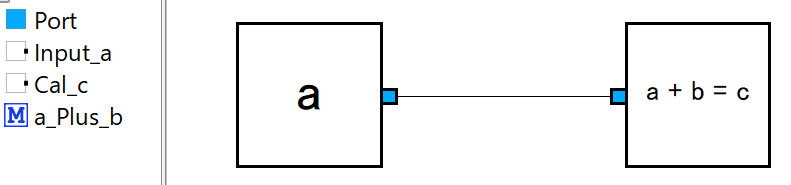 Port
Input_a
Cal_c
M a_Plus_b
a
a + b = c